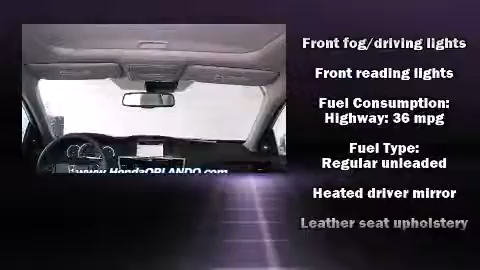 Front fog/driving lights
Front reading lights
Fuel Consumption:
Highway: 36 mpg
Fuel Type:
Regular unleaded
Heated driver mirror
Leather seat upholstery
www.HondaORLANDO.com